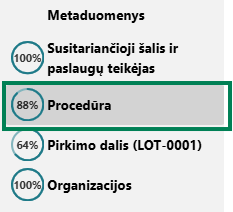 Metaduomenys
100% Susitariančioji šalis ir
paslaugų teikėjas
88% Procedūra
64% Pirkimo dalis (LOT-0001)
100% Organizacijos